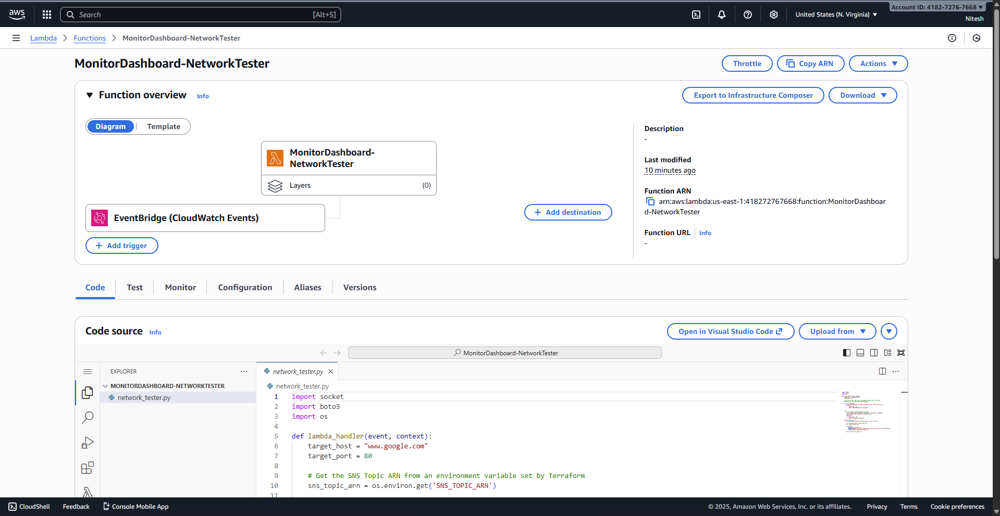 aws
Search [Alt+S]
United States (N. Virginia)
Account ID: 4182-7276-7668
Nitesh
Lambda Functions MonitorDashboard-NetworkTester
MonitorDashboard-NetworkTester
Throttle Copy ARN Actions
Function overview Info
Export to Infrastructure Composer Download
Diagram Template
MonitorDashboard-
NetworkTester
Layers (0)
EventBridge (CloudWatch Events)
+ Add trigger
+ Add destination
Description
-
Last modified
10 minutes ago
Function ARN
arn:aws:lambda:us-east-1:418272767668:function:MonitorDashboar
d-NetworkTester
Function URL Info
-
Code Test Monitor Configuration Aliases Versions
Code source Info
Open in Visual Studio Code Upload from
MonitorDashboard-NetworkTester
EXPLORER
MONITORDASHBOARD-NETWORKTESTER
network_tester.py
network_tester.py
network_tester.py
1 import socket
2 import boto3
3 import os
4
5 def lambda_handler(event, context):
6 target_host = "www.google.com"
7 target_port = 80
8
9 # Get the SNS Topic ARN from an environment variable set by Terraform
10 sns_topic_arn = os.environ.get('SNS_TOPIC_ARN')
11
CloudShell Feedback Console Mobile App
© 2025, Amazon Web Services, Inc. or its affiliates. Privacy Terms Cookie preferences